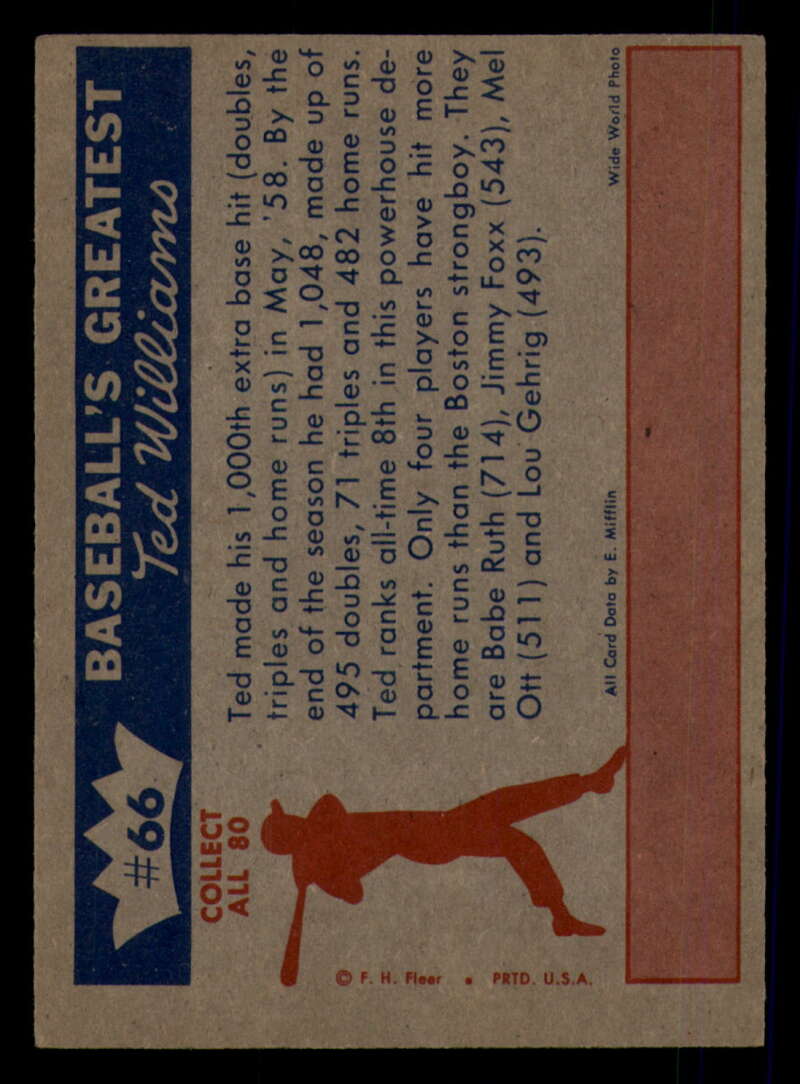 #66
BASEBALL'S GREATEST
Ted Williams
COLLECT
ALL 80
Ted made his 1,000th extra base hit (doubles,
triples and home runs) in May, '58. By the
end of the season he had 1,048, made up of
495 doubles, 71 triples and 482 home runs.
Ted ranks all-time 8th in this powerhouse de-
partment. Only four players have hit more
home runs than the Boston strongboy. They
are Babe Ruth (714), Jimmy Foxx (543), Mel
Ott (511) and Lou Gehrig (493).
© F. H. Fleer • PRTD. U.S.A.
All Card Data by E. Mifflin
Wide World Photo